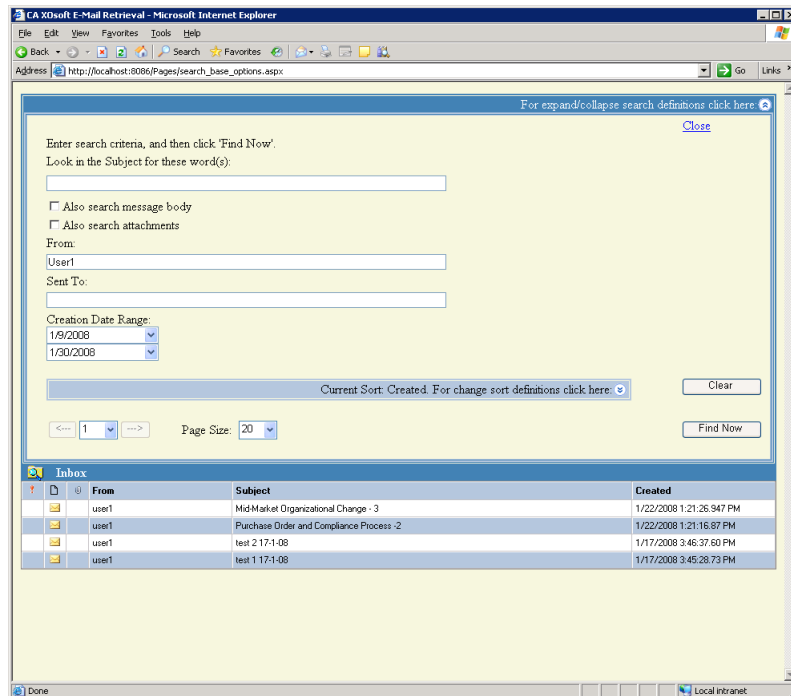 CA XOsoft E-Mail Retrieval - Microsoft Internet Explorer
File Edit View Favorites Tools Help
Back Search Favorites
Address http://localhost:8086/Pages/search_base_options.aspx Go Links »
For expand/collapse search definitions click here:
Close
Enter search criteria, and then click 'Find Now'.
Look in the Subject for these word(s):
Also search message body
Also search attachments
From:
User1
Sent To:
Creation Date Range:
1/9/2008
1/30/2008
Current Sort: Created. For change sort definitions click here: Clear
<--- 1 ---> Page Size: 20 Find Now
Inbox
From Subject Created
user1 Mid-Market Organizational Change - 3 1/22/2008 1:21:26.947 PM
user1 Purchase Order and Compliance Process -2 1/22/2008 1:21:16.87 PM
user1 test 2 17-1-08 1/17/2008 3:46:37.60 PM
user1 test 1 17-1-08 1/17/2008 3:45:28.73 PM
Done Local intranet